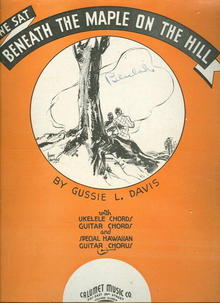 WE SAT
BENEATH THE MAPLE ON THE HILL
Beulah
BY GUSSIE L. DAVIS
with
UKELELE CHORDS
GUITAR CHORDS
and
SPECIAL HAWAIIAN
GUITAR CHORUS
CALUMET MUSIC CO.